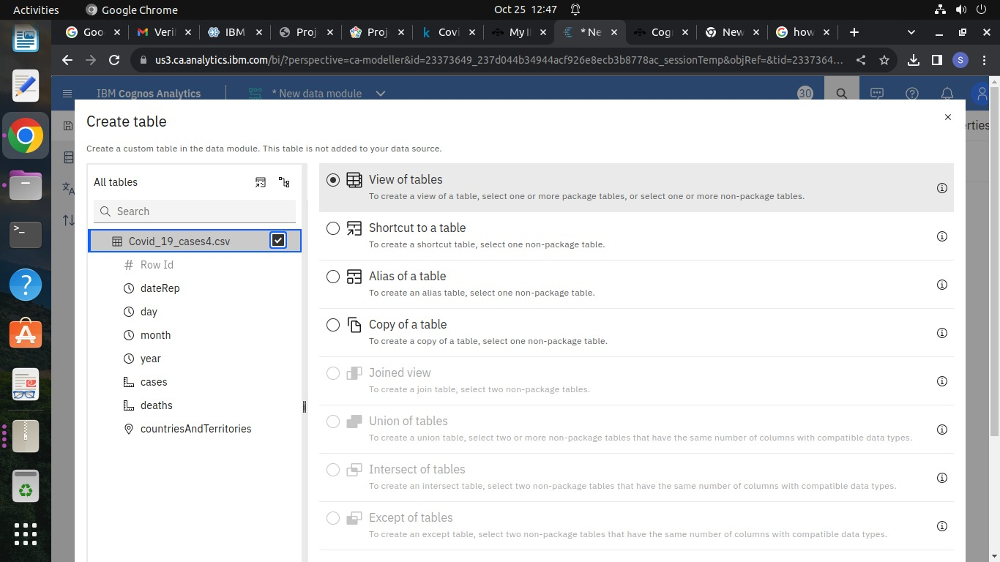 Activities
Google Chrome
Oct 25 12:47
Goo
Veri
IBM
Proj
Proj
Covi
My I
* Ne
Cog
New
how
us3.ca.analytics.ibm.com/bi/?perspective=ca-modeller&id=23373649_237d044b34944acf926e8ecb3b8778ac_sessionTemp&objRef=&tid=2337364...
S
IBM Cognos Analytics
* New data module
30
erties
Create table
Create a custom table in the data module. This table is not added to your data source.
All tables
Search
Covid_19_cases4.csv
Row Id
dateRep
day
month
year
cases
deaths
countriesAndTerritories
View of tables
To create a view of a table, select one or more package tables, or select one or more non-package tables.
Shortcut to a table
To create a shortcut table, select one non-package table.
Alias of a table
To create an alias table, select one non-package table.
Copy of a table
To create a copy of a table, select one non-package table.
Joined view
To create a join table, select two non-package tables.
Union of tables
To create a union table, select two or more non-package tables that have the same number of columns with compatible data types.
Intersect of tables
To create an intersect table, select two non-package tables that have the same number of columns with compatible data types.
Except of tables
To create an except table, select two non-package tables that have the same number of columns with compatible data types.